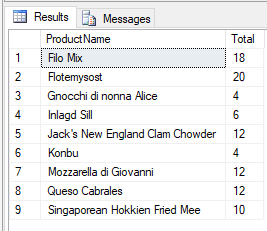 Results Messages
ProductName Total
1 Filo Mix 18
2 Flotemysost 20
3 Gnocchi di nonna Alice 4
4 Inlagd Sill 6
5 Jack's New England Clam Chowder 12
6 Konbu 4
7 Mozzarella di Giovanni 12
8 Queso Cabrales 12
9 Singaporean Hokkien Fried Mee 10